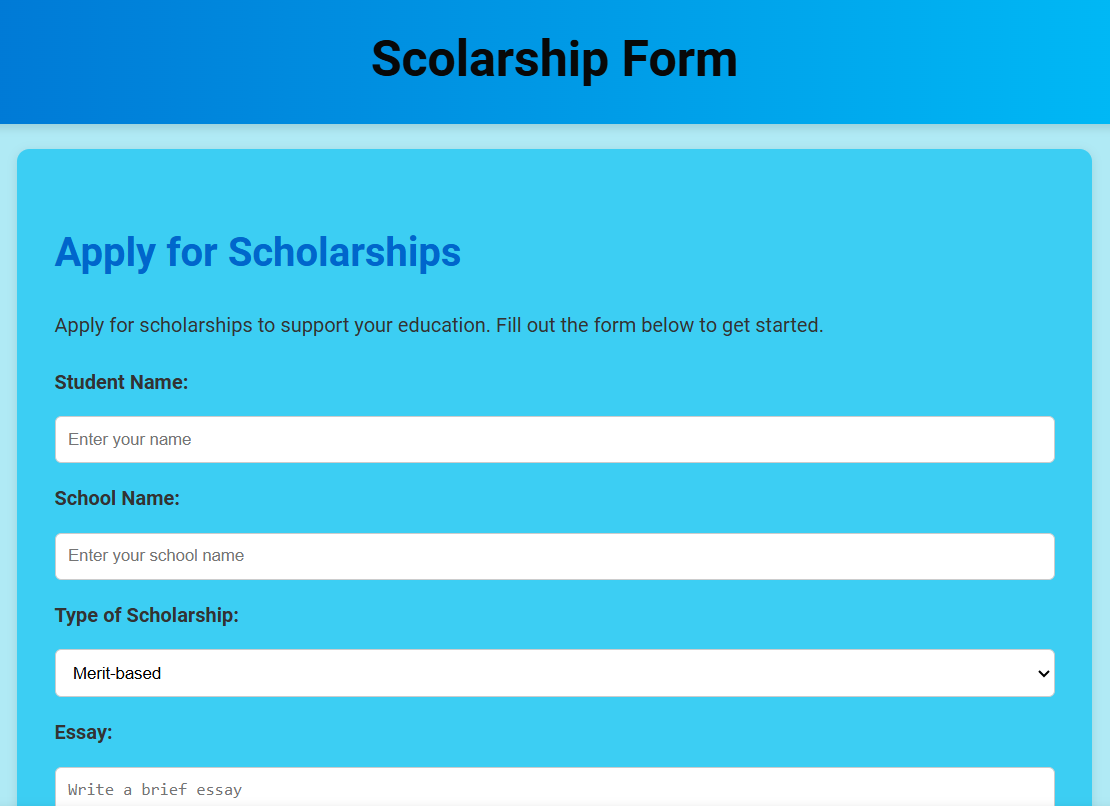 Scolarship Form
Apply for Scholarships
Apply for scholarships to support your education. Fill out the form below to get started.
Student Name:
Enter your name
School Name:
Enter your school name
Type of Scholarship:
Merit-based
Essay:
Write a brief essay